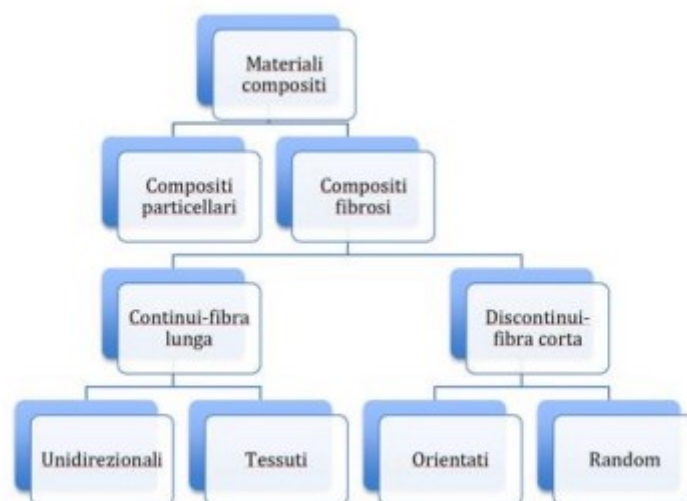 Materiali
compositi
Compositi
particellari
Compositi
fibrosi
Continui-fibra
lunga
Discontinui-
fibra corta
Unidirezionali
Tessuti
Orientati
Random